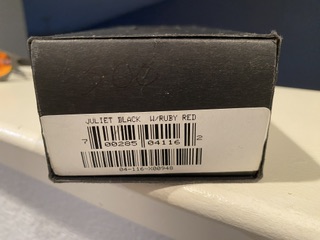 JULIET BLACK W/RUBY RED
7 00285 04116 2
04-116-X00948